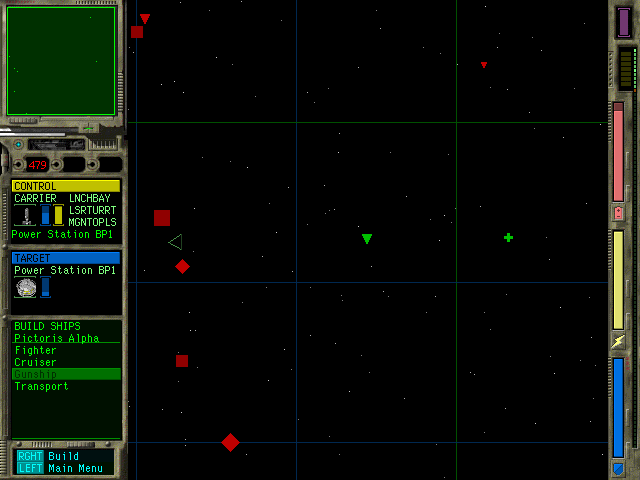 479
CONTROL
CARRIER LNCHBAY
LSRTURRT
MGNTOPLS
Power Station BP1
TARGET
Power Station BP1
BUILD SHIPS
Pictoris Alpha
Fighter
Cruiser
Gunship
Transport
RGHT Build
LEFT Main Menu